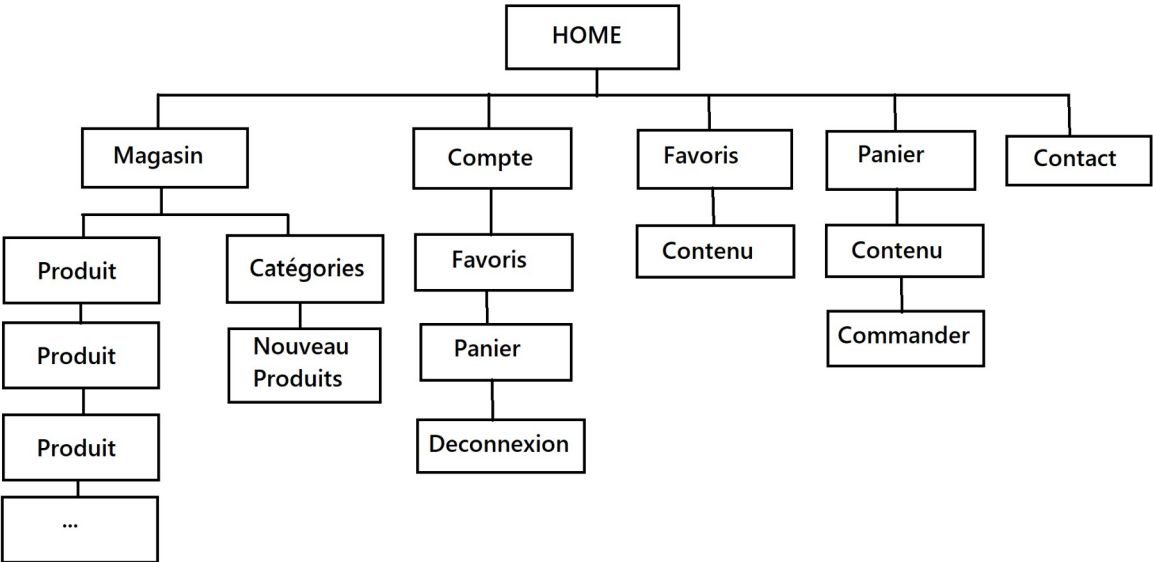 HOME
Magasin
Compte
Favoris
Panier
Contact
Produit
Catégories
Favoris
Contenu
Contenu
Produit
Nouveau
Produits
Panier
Commander
Produit
Deconnexion
...